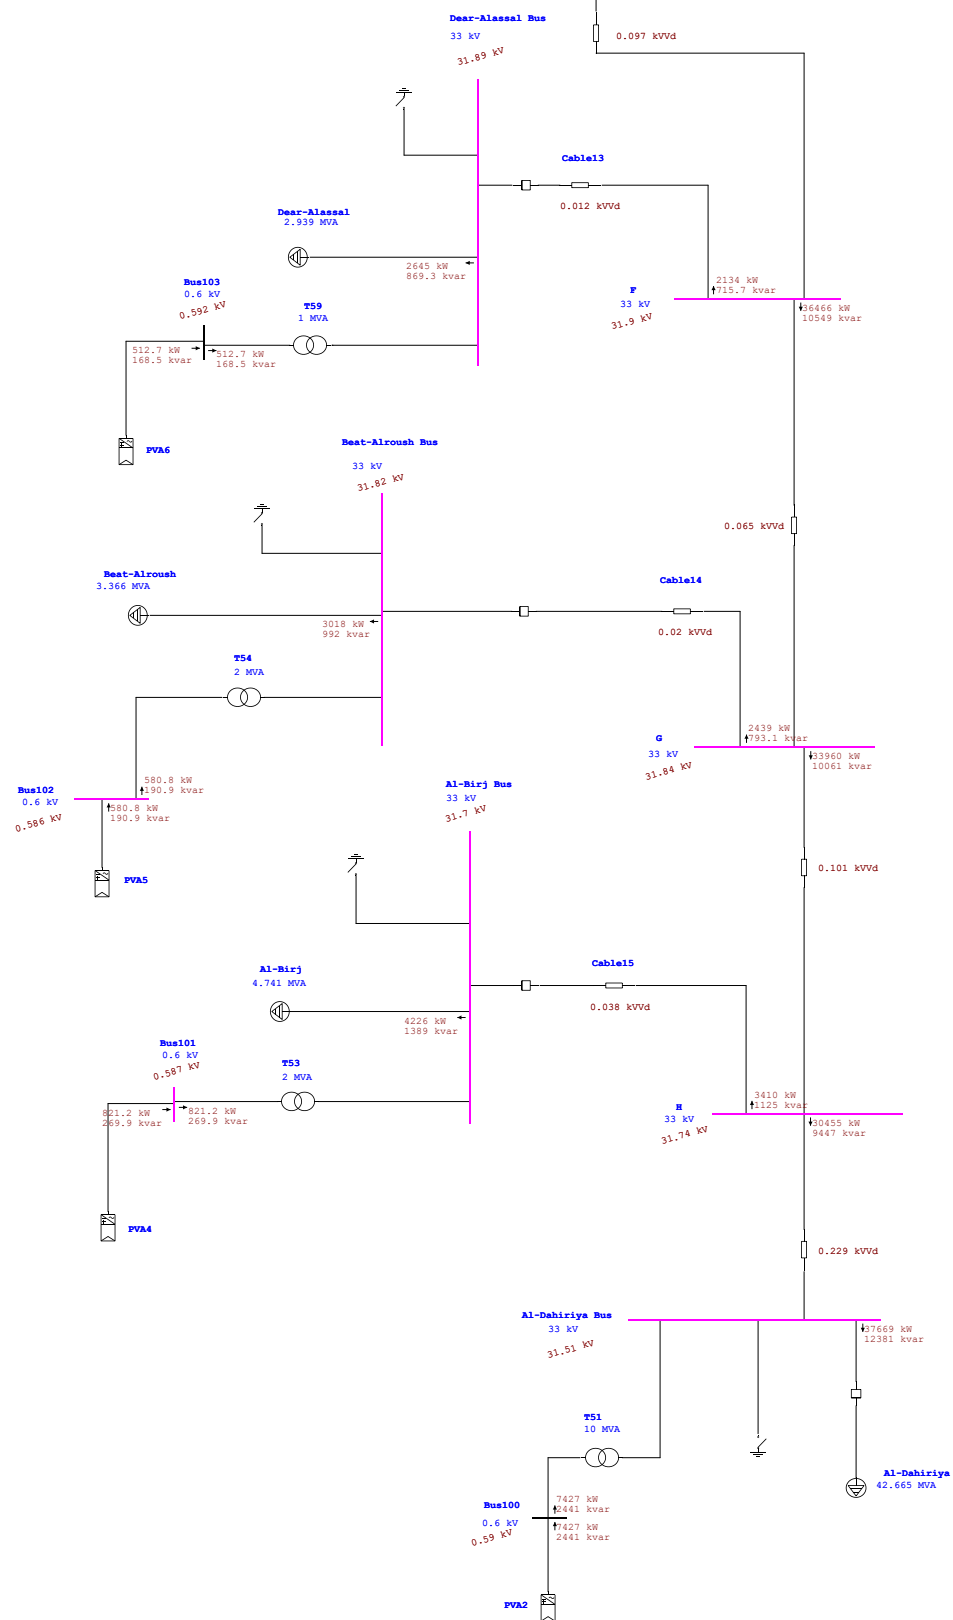 Dear-Alassal Bus
33 kV
31.89 kV
0.097 kVVd
Cable13
0.012 kVVd
Dear-Alassal
2.939 MVA
2645 kW
869.3 kvar
Bus103
0.6 kV
0.592 kV
T59
1 MVA
512.7 kW
168.5 kvar
512.7 kW
168.5 kvar
PVA6
F
33 kV
31.9 kV
2134 kW
715.7 kvar
36466 kW
10549 kvar
Beat-Alroush Bus
33 kV
31.82 kV
0.065 kVVd
Beat-Alroush
3.366 MVA
3018 kW
992 kvar
Cable14
0.02 kVVd
T54
2 MVA
G
33 kV
31.84 kV
2439 kW
793.1 kvar
33960 kW
10061 kvar
Bus102
0.6 kV
0.586 kV
580.8 kW
190.9 kvar
580.8 kW
190.9 kvar
PVA5
Al-Birj Bus
33 kV
31.7 kV
0.101 kVVd
Al-Birj
4.741 MVA
4226 kW
1389 kvar
Cable15
0.038 kVVd
Bus101
0.6 kV
0.587 kV
T53
2 MVA
821.2 kW
269.9 kvar
821.2 kW
269.9 kvar
PVA4
H
33 kV
31.74 kV
3410 kW
1125 kvar
30455 kW
9447 kvar
0.229 kVVd
Al-Dahiriya Bus
33 kV
31.51 kV
37669 kW
12381 kvar
T51
10 MVA
Al-Dahiriya
42.665 MVA
Bus100
0.6 kV
0.59 kV
7427 kW
2441 kvar
7427 kW
2441 kvar
PVA2